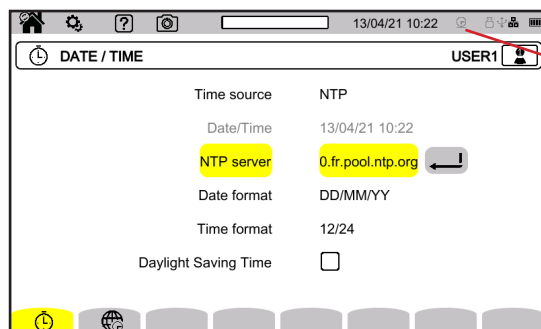 13/04/21 10:22
DATE / TIME USER1
Time source NTP
Date/Time 13/04/21 10:22
NTP server 0.fr.pool.ntp.org
Date format DD/MM/YY
Time format 12/24
Daylight Saving Time